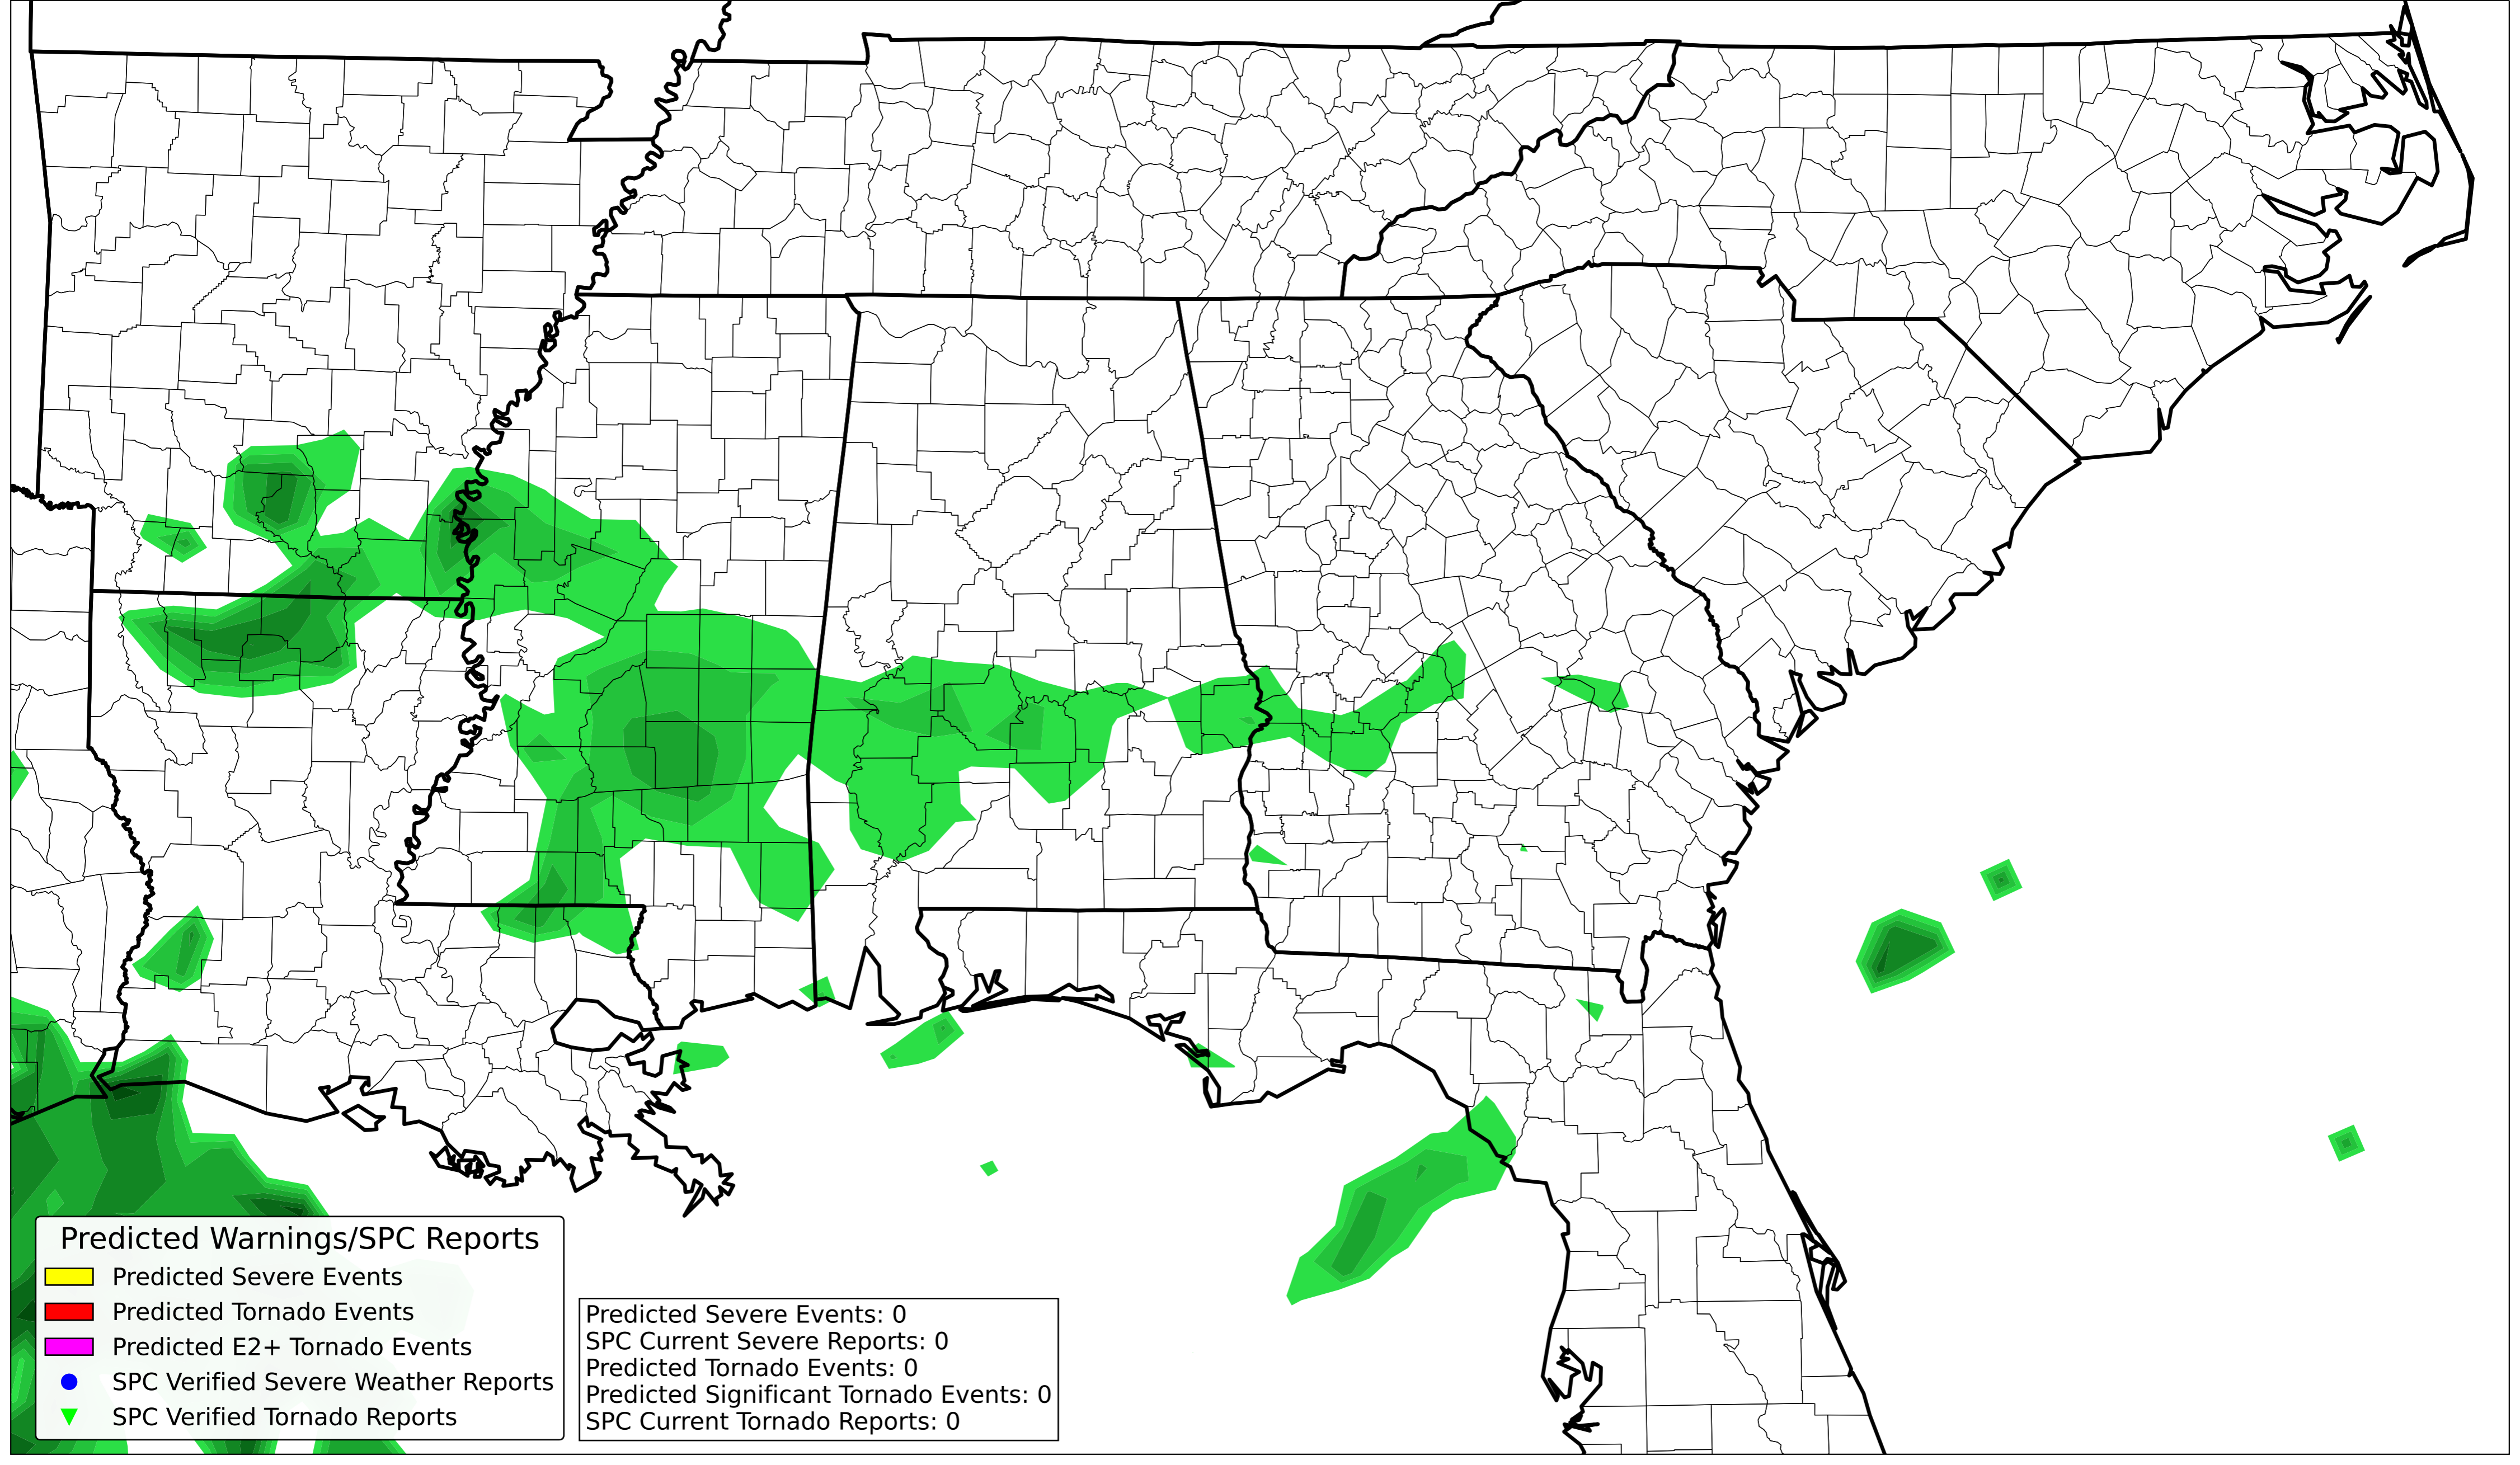 Predicted Warnings/SPC Reports
Predicted Severe Events
Predicted Tornado Events
Predicted E2+ Tornado Events
SPC Verified Severe Weather Reports
SPC Verified Tornado Reports
Predicted Severe Events: 0
SPC Current Severe Reports: 0
Predicted Tornado Events: 0
Predicted Significant Tornado Events: 0
SPC Current Tornado Reports: 0